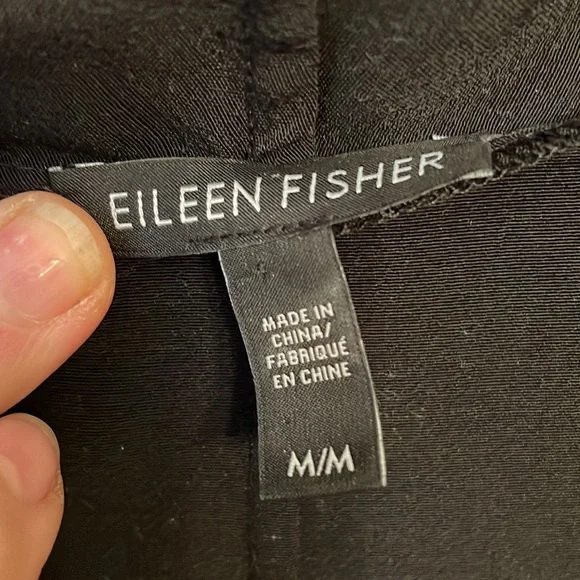 EILEEN FISHER
MADE IN
CHINA/
FABRIQUÉ
EN CHINE
M/M